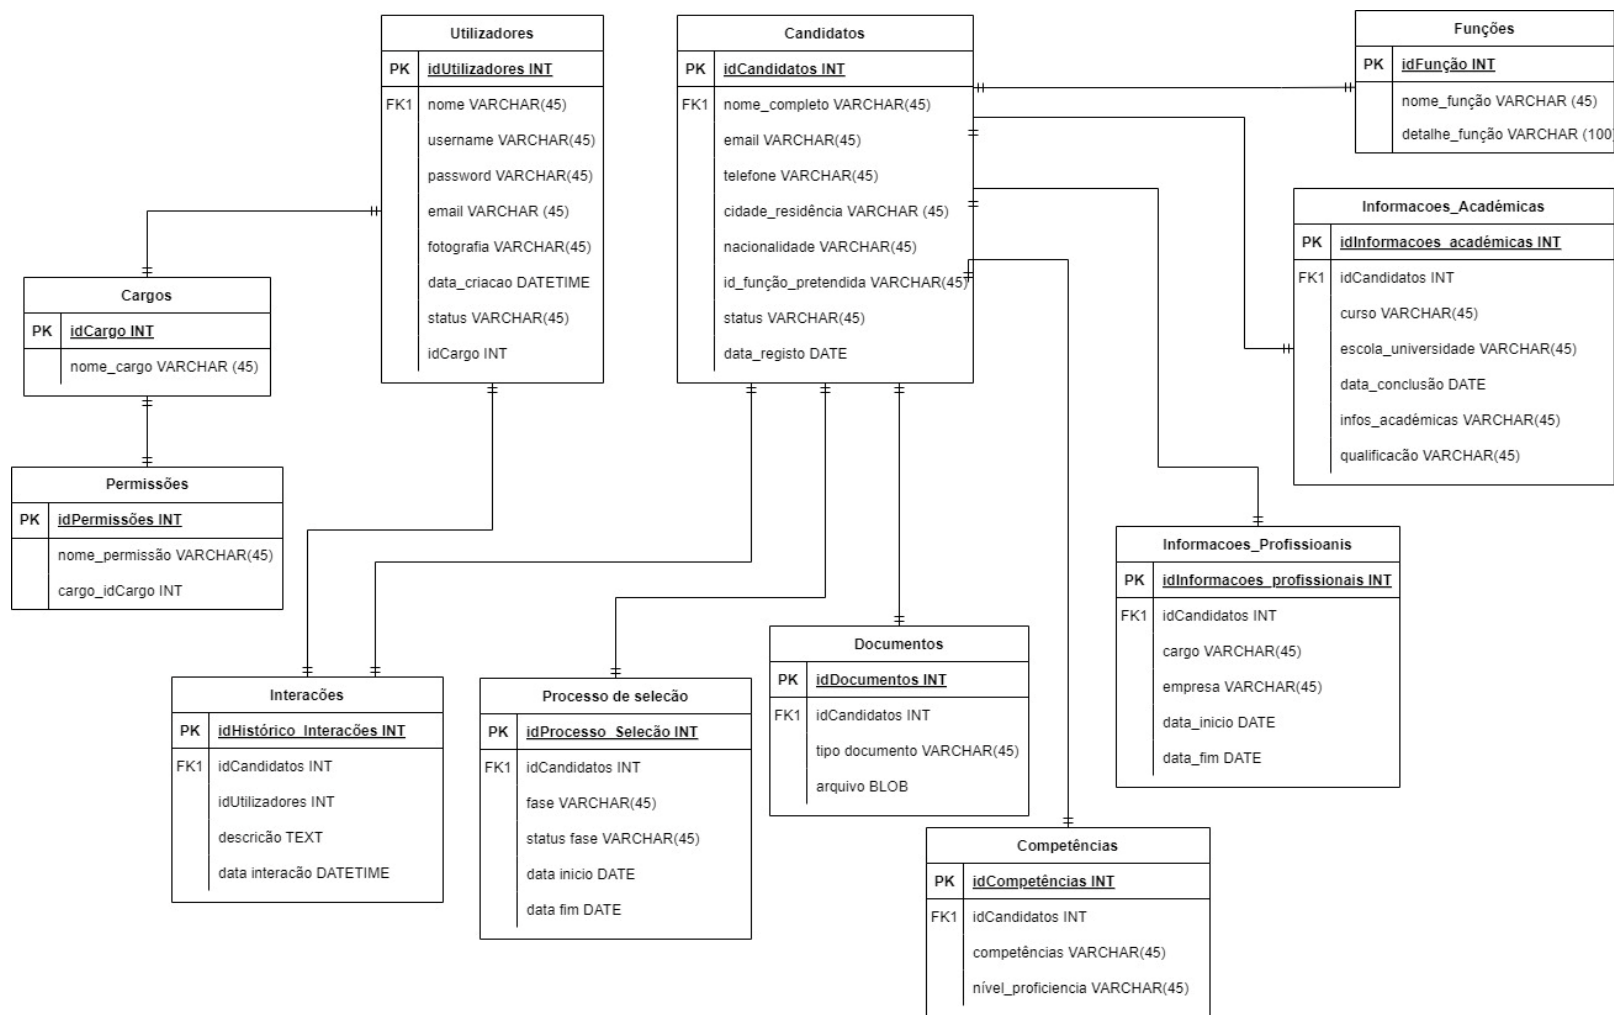 Utilizadores
PK idUtilizadores INT
FK1 nome VARCHAR(45)
username VARCHAR(45)
password VARCHAR(45)
email VARCHAR (45)
fotografia VARCHAR(45)
data_criacao DATETIME
status VARCHAR(45)
idCargo INT
Candidatos
PK idCandidatos INT
FK1 nome_completo VARCHAR(45)
email VARCHAR(45)
telefone VARCHAR(45)
cidade_residência VARCHAR (45)
nacionalidade VARCHAR(45)
id_função_pretendida VARCHAR(45)
status VARCHAR(45)
data_registo DATE
Funções
PK idFunção INT
nome_função VARCHAR (45)
detalhe_função VARCHAR (100)
Informacoes_Académicas
PK idInformacoes_académicas INT
FK1 idCandidatos INT
curso VARCHAR(45)
escola_universidade VARCHAR(45)
data_conclusão DATE
infos_académicas VARCHAR(45)
qualificacão VARCHAR(45)
Cargos
PK idCargo INT
nome_cargo VARCHAR (45)
Permissões
PK idPermissões INT
nome_permissão VARCHAR(45)
cargo_idCargo INT
Informacoes_Profissioanis
PK idInformacoes_profissionais INT
FK1 idCandidatos INT
cargo VARCHAR(45)
empresa VARCHAR(45)
data_inicio DATE
data_fim DATE
Interacões
PK idHistórico_Interacões INT
FK1 idCandidatos INT
idUtilizadores INT
descricão TEXT
data interacão DATETIME
Processo de selecão
PK idProcesso_Selecão INT
FK1 idCandidatos INT
fase VARCHAR(45)
status fase VARCHAR(45)
data inicio DATE
data fim DATE
Documentos
PK idDocumentos INT
FK1 idCandidatos INT
tipo documento VARCHAR(45)
arquivo BLOB
Competências
PK idCompetências INT
FK1 idCandidatos INT
competências VARCHAR(45)
nível_proficiencia VARCHAR(45)